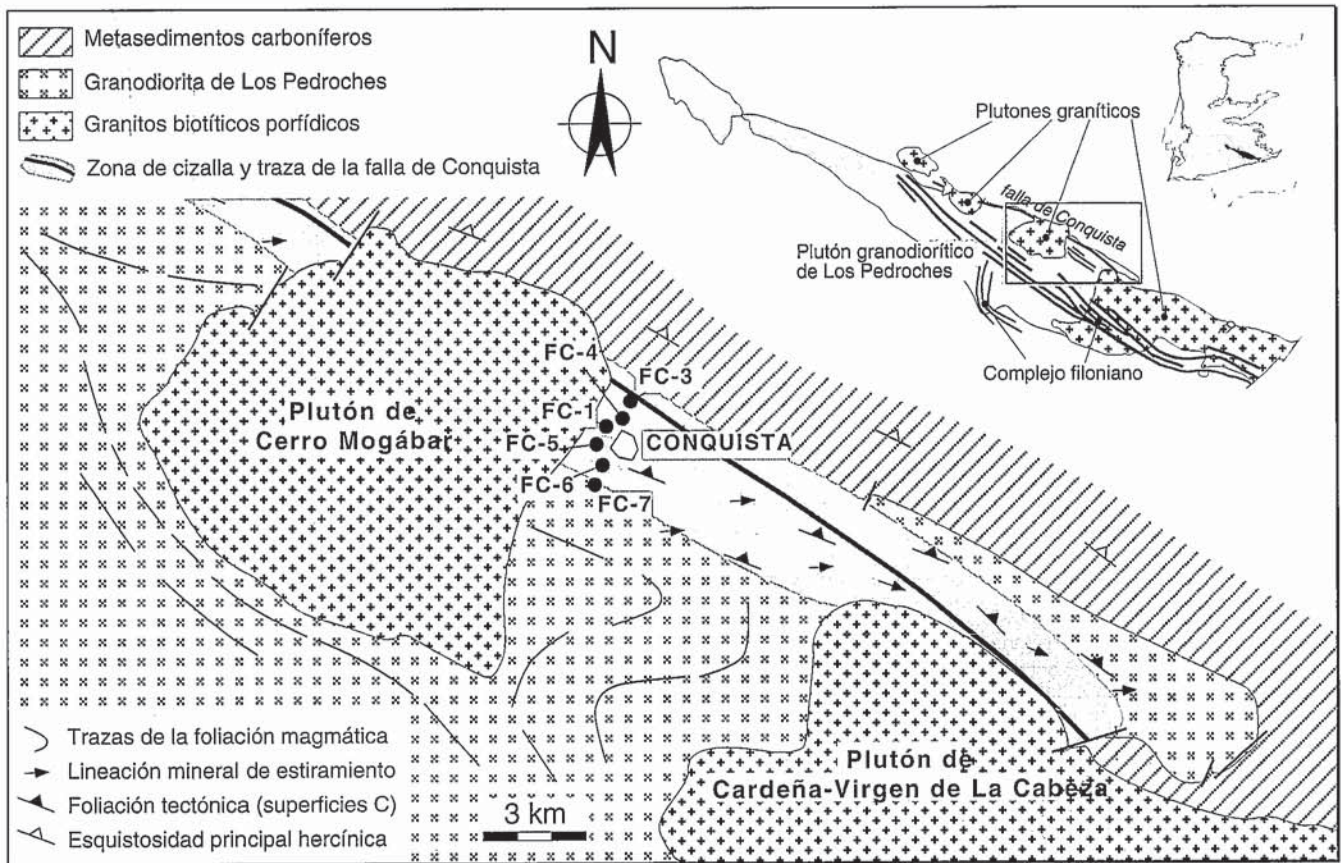 Metasedimentos carboníferos
Granodiorita de Los Pedroches
Granitos biotíticos porfídicos
Zona de cizalla y traza de la falla de Conquista
N
Plutones graníticos
falla de Conquista
Plutón granodiorítico
de Los Pedroches
Complejo filoniano
FC-4
FC-3
FC-1
FC-5
FC-6
FC-7
CONQUISTA
Plutón de
Cerro Mogábar
Plutón de
Cardeña-Virgen de La Cabeza
Trazas de la foliación magmática
Lineación mineral de estiramiento
Foliación tectónica (superficies C)
Esquistosidad principal hercínica
3 km